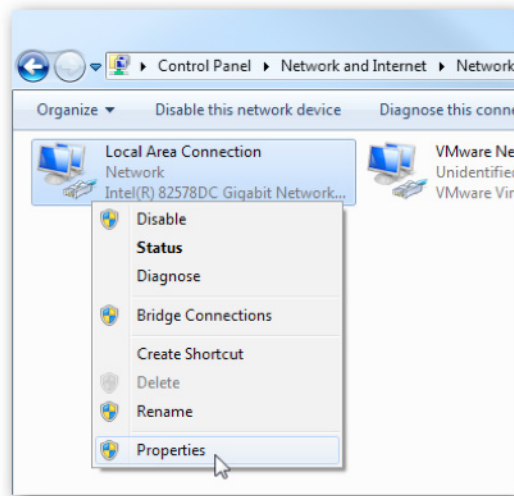 Control Panel ▸ Network and Internet ▸ Network
Organize Disable this network device Diagnose this conne
Local Area Connection
Network
Intel(R) 82578DC Gigabit Network...
VMware Ne
Unidentified
VMware Vir
Disable
Status
Diagnose
Bridge Connections
Create Shortcut
Delete
Rename
Properties